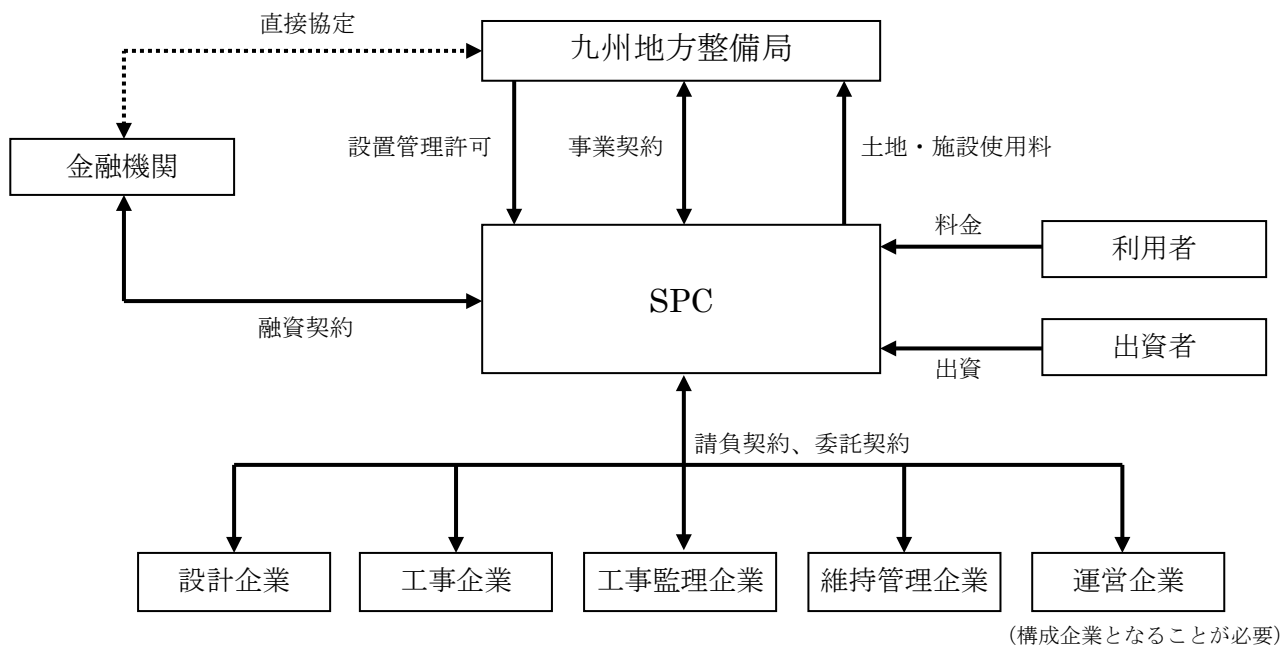 直接協定
九州地方整備局
金融機関
設置管理許可
事業契約
土地・施設使用料
料金
利用者
SPC
融資契約
出資者
出資
請負契約、委託契約
設計企業
工事企業
工事監理企業
維持管理企業
運営企業
(構成企業となることが必要)